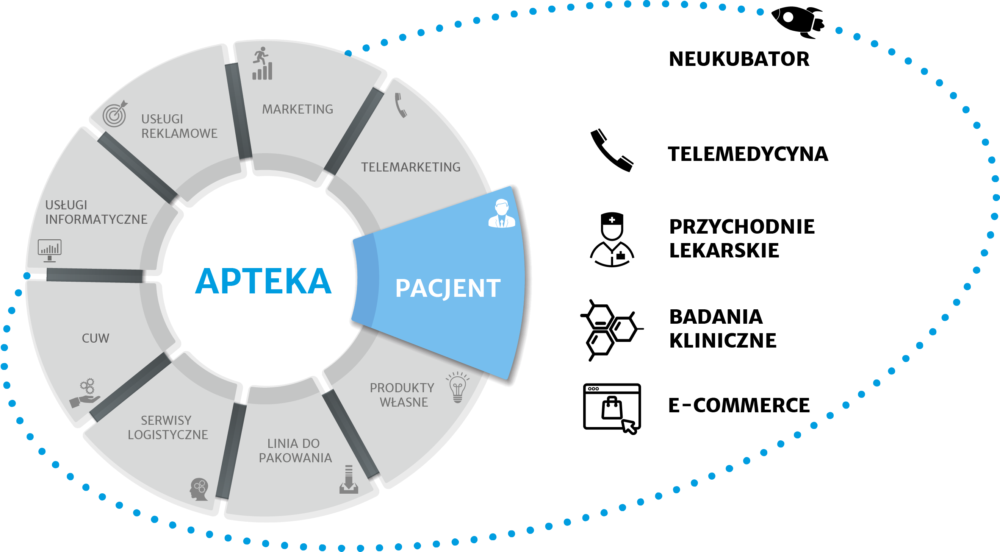 NEUKUBATOR
MARKETING
USŁUGI
REKLAMOWE
TELEMARKETING
USŁUGI
INFORMATYCZNE
APTEKA
PACJENT
CUW
PRODUKTY
WŁASNE
SERWISY
LOGISTYCZNE
LINIA DO
PAKOWANIA
TELEMEDYCYNA
PRZYCHODNIE
LEKARSKIE
BADANIA
KLINICZNE
E-COMMERCE